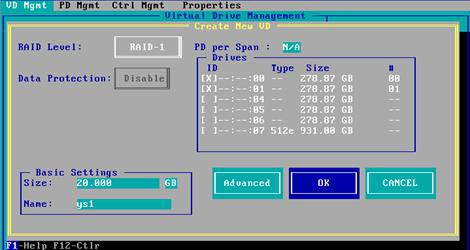 VD Mgmt PD Mgmt Ctrl Mgmt Properties
Virtual Drive Management
Create New VD
RAID Level: RAID-1 PD per Span : N/A
Data Protection: Disable
Drives
ID Type Size #
[X]--:--:00 -- 278.87 GB 00
[X]--:--:01 -- 278.87 GB 01
[ ]--:--:04 -- 278.87 GB --
[ ]--:--:05 -- 278.87 GB --
[ ]--:--:06 -- 278.87 GB --
[ ]--:--:07 512e 931.00 GB --
Basic Settings
Size: 20.000 GB
Name: ys1
Advanced OK CANCEL
F1-Help F12-Ctlr